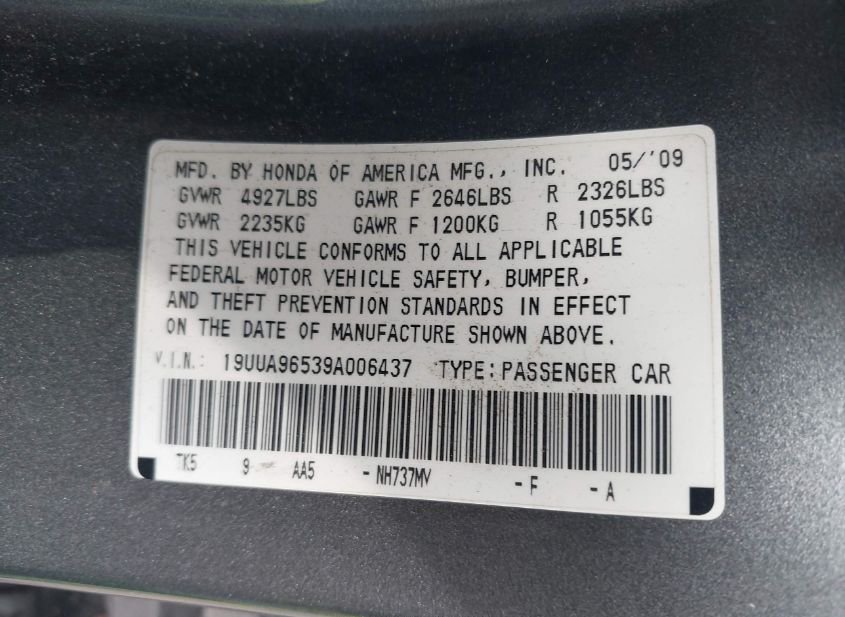 MFD. BY HONDA OF AMERICA MFG., INC. 05/'09
GVWR 4927LBS GAWR F 2646LBS R 2326LBS
GVWR 2235KG GAWR F 1200KG R 1055KG
THIS VEHICLE CONFORMS TO ALL APPLICABLE
FEDERAL MOTOR VEHICLE SAFETY, BUMPER,
AND THEFT PREVENTION STANDARDS IN EFFECT
ON THE DATE OF MANUFACTURE SHOWN ABOVE.
V.I.N.: 19UUA96539A006437 TYPE:PASSENGER CAR
TK5 9 AA5 - NH737MV - F - A